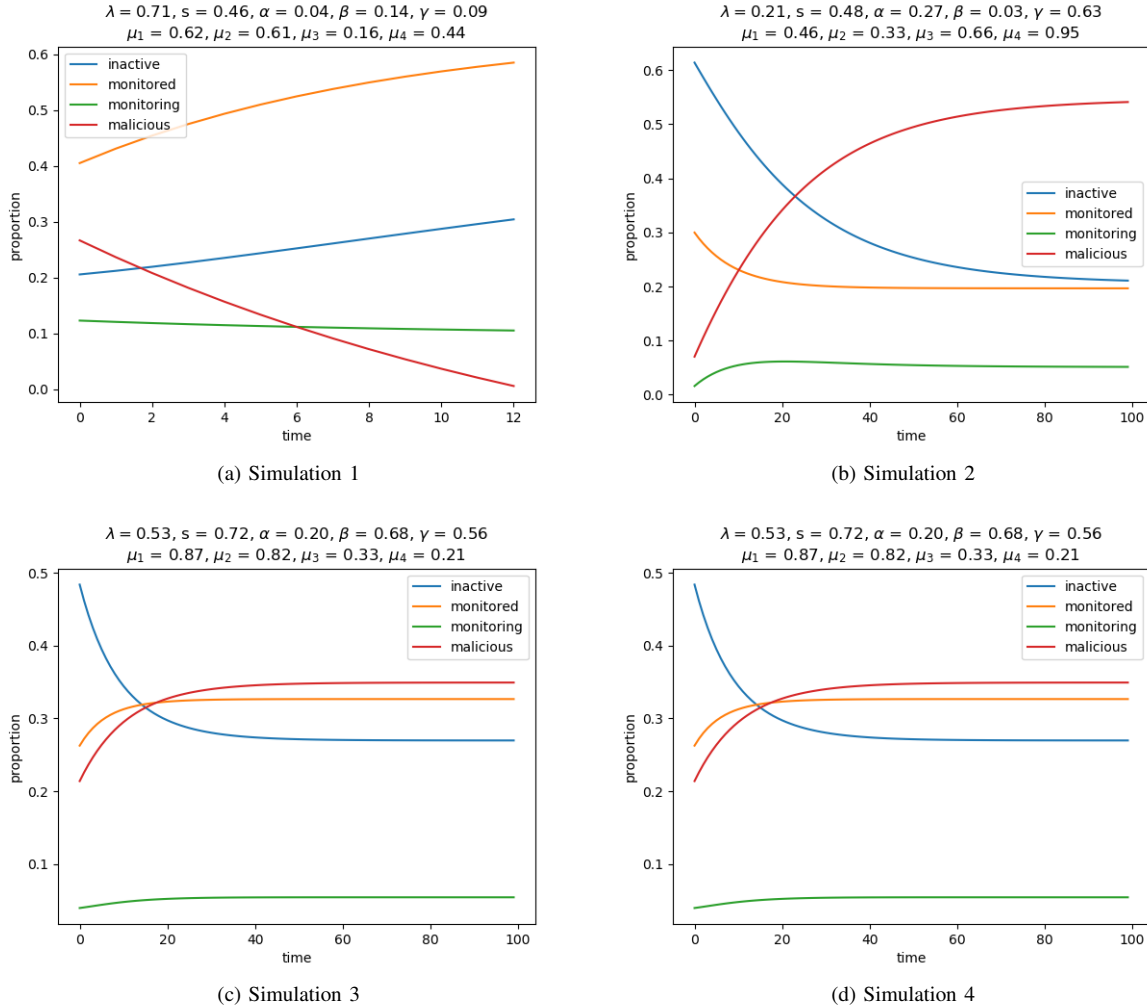 λ = 0.71, s = 0.46, α = 0.04, β = 0.14, γ = 0.09
μ₁ = 0.62, μ₂ = 0.61, μ₃ = 0.16, μ₄ = 0.44
inactive
monitored
monitoring
malicious
0.6
0.5
0.4
0.3
0.2
0.1
0.0
proportion
0 2 4 6 8 10 12
time
(a) Simulation 1
λ = 0.21, s = 0.48, α = 0.27, β = 0.03, γ = 0.63
μ₁ = 0.46, μ₂ = 0.33, μ₃ = 0.66, μ₄ = 0.95
0.6
0.5
0.4
0.3
0.2
0.1
0.0
proportion
inactive
monitored
monitoring
malicious
0 20 40 60 80 100
time
(b) Simulation 2
λ = 0.53, s = 0.72, α = 0.20, β = 0.68, γ = 0.56
μ₁ = 0.87, μ₂ = 0.82, μ₃ = 0.33, μ₄ = 0.21
inactive
monitored
monitoring
malicious
0.5
0.4
0.3
0.2
0.1
proportion
0 20 40 60 80 100
time
(c) Simulation 3
λ = 0.53, s = 0.72, α = 0.20, β = 0.68, γ = 0.56
μ₁ = 0.87, μ₂ = 0.82, μ₃ = 0.33, μ₄ = 0.21
inactive
monitored
monitoring
malicious
0.5
0.4
0.3
0.2
0.1
proportion
0 20 40 60 80 100
time
(d) Simulation 4